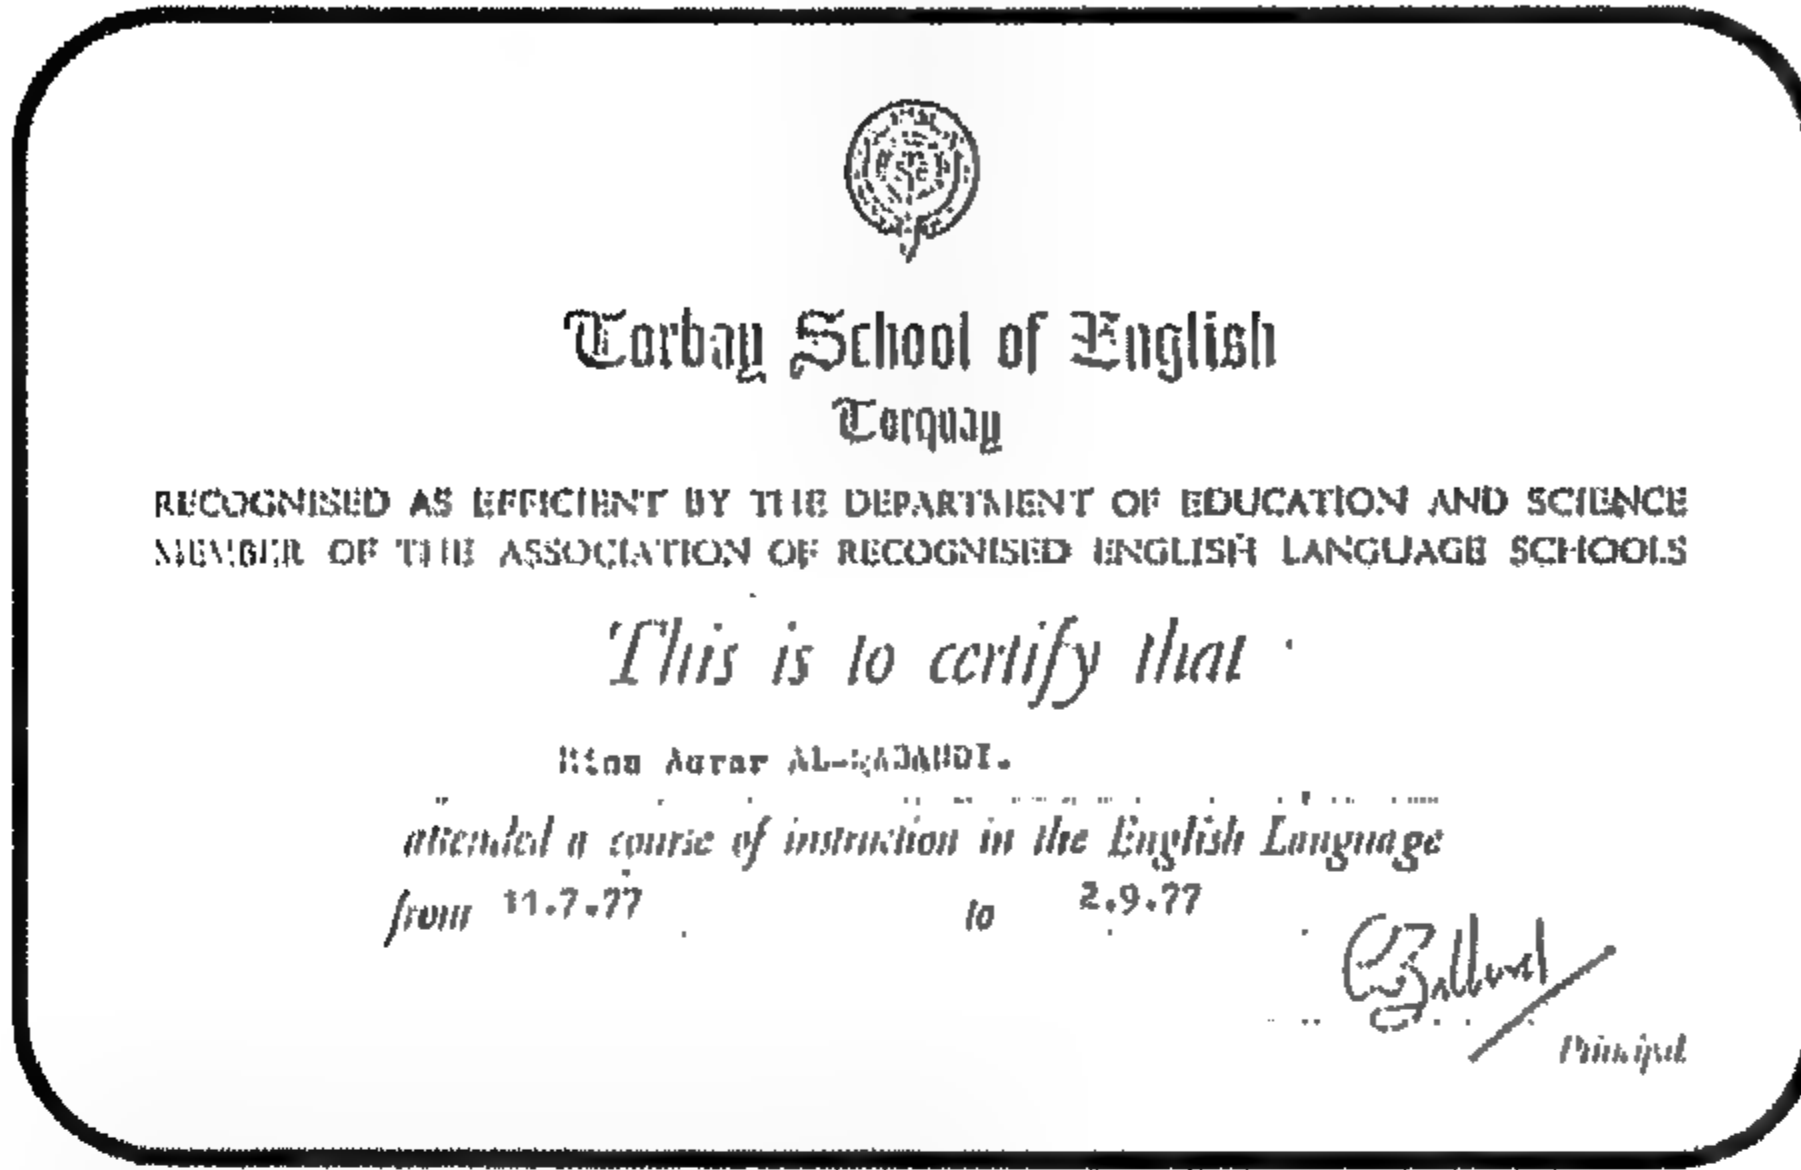 Torbay School of English
Torquay
RECOGNISED AS EFFICIENT BY THE DEPARTMENT OF EDUCATION AND SCIENCE
MEMBER OF THE ASSOCIATION OF RECOGNISED ENGLISH LANGUAGE SCHOOLS
This is to certify that
attended a course of instruction in the English Language
from 11.7.77 to 2.9.77
Principal